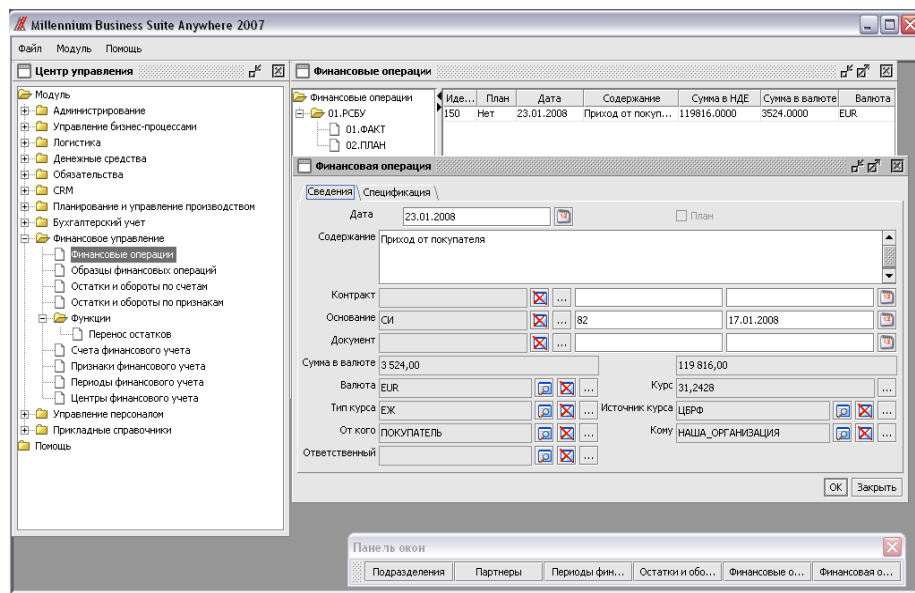 Millennium Business Suite Anywhere 2007
Файл Модуль Помощь
Центр управления
Модуль
Администрирование
Управление бизнес-процессами
Логистика
Денежные средства
Обязательства
CRM
Планирование и управление производством
Бухгалтерский учет
Финансовое управление
Финансовые операции
Образцы финансовых операций
Остатки и обороты по счетам
Остатки и обороты по признакам
Функции
Перенос остатков
Счета финансового учета
Признаки финансового учета
Периоды финансового учета
Центры финансового учета
Управление персоналом
Прикладные справочники
Помощь
Финансовые операции
Финансовые операции
01.РСБУ
01.ФАКТ
02.ПЛАН
Иде... План Дата Содержание Сумма в НДЕ Сумма в валюте Валюта
150 Нет 23.01.2008 Приход от покуп... 119816.0000 3524.0000 EUR
Финансовая операция
Сведения Спецификация
Дата 23.01.2008 План
Содержание Приход от покупателя
Контракт ...
Основание СИ ... 82 17.01.2008
Документ ...
Сумма в валюте 3 524,00 119 816,00
Валюта EUR ... Курс 31,2428 ...
Тип курса ЕЖ ... Источник курса ЦБРФ ...
От кого ПОКУПАТЕЛЬ ... Кому НАША_ОРГАНИЗАЦИЯ ...
Ответственный ...
OK Закрыть
Панель окон
Подразделения Партнеры Периоды фин... Остатки и обо... Финансовые о... Финансовая о...